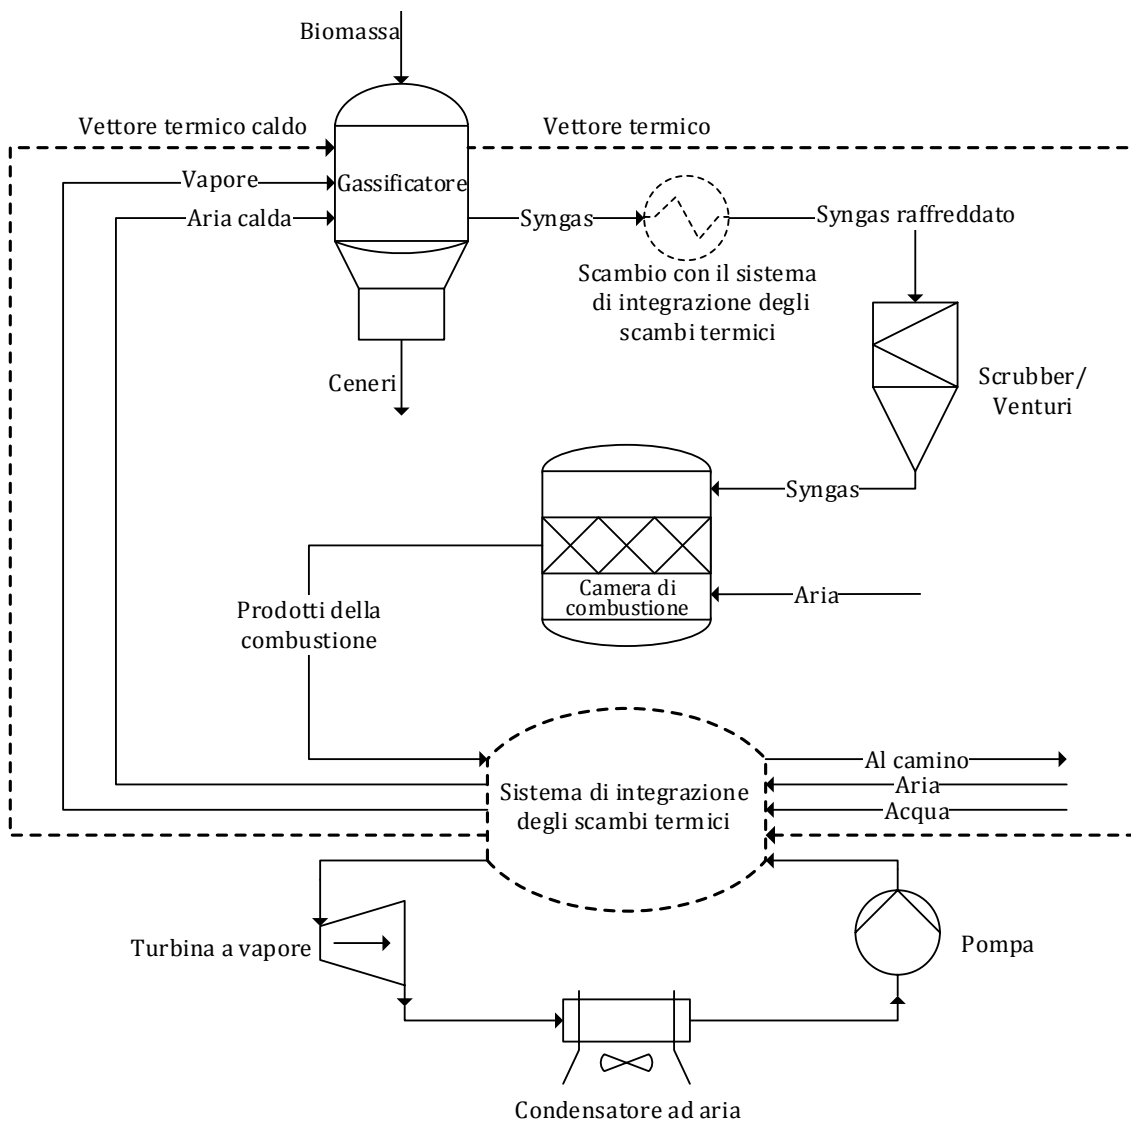 Biomassa
Vettore termico caldo
Vettore termico
Vapore
Gassificatore
Aria calda
Syngas
Syngas raffreddato
Scambio con il sistema
di integrazione degli
scambi termici
Ceneri
Scrubber/
Venturi
Syngas
Camera di
combustione
Aria
Prodotti della
combustione
Al camino
Aria
Acqua
Sistema di integrazione
degli scambi termici
Turbina a vapore
Pompa
Condensatore ad aria